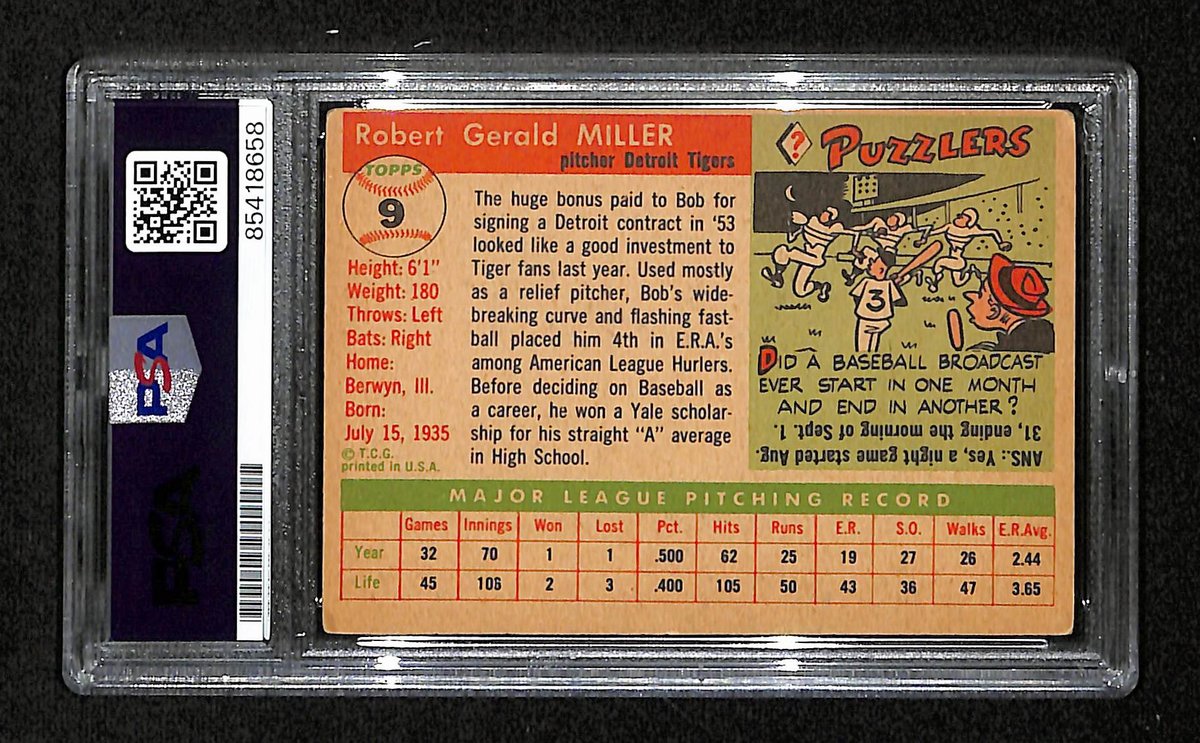 85418658
PSA
PSA
Robert Gerald MILLER
pitcher Detroit Tigers
TOPPS
9
Height: 6'1"
Weight: 180
Throws: Left
Bats: Right
Home:
Berwyn, Ill.
Born:
July 15, 1935
© T.C.G.
printed in U.S.A.
The huge bonus paid to Bob for
signing a Detroit contract in '53
looked like a good investment to
Tiger fans last year. Used mostly
as a relief pitcher, Bob's wide-
breaking curve and flashing fast-
ball placed him 4th in E.R.A.'s
among American League Hurlers.
Before deciding on Baseball as
a career, he won a Yale scholar-
ship for his straight "A" average
in High School.
? PUZZLERS
3
DID A BASEBALL BROADCAST
EVER START IN ONE MONTH
AND END IN ANOTHER?
ANS.: Yes, a night game started Aug.
31, ending the morning of Sept. 1.
MAJOR LEAGUE PITCHING RECORD
Games Innings Won Lost Pct. Hits Runs E.R. S.O. Walks E.R.Avg.
Year 32 70 1 1 .500 62 25 19 27 26 2.44
Life 45 106 2 3 .400 105 50 43 36 47 3.65